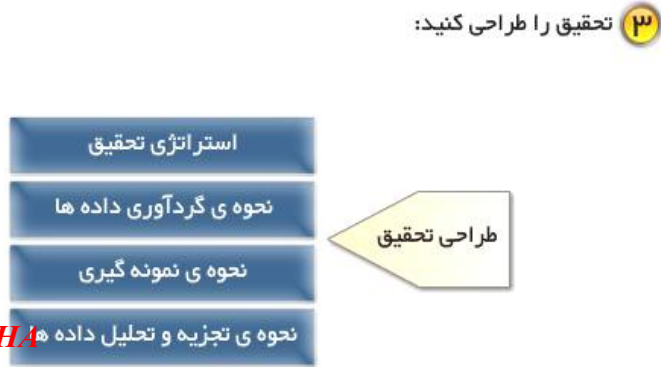 ۳ تحقیق را طراحی کنید:
استراتژی تحقیق
نحوه ی گردآوری داده ها
طراحی تحقیق
نحوه ی نمونه گیری
نحوه ی تجزیه و تحلیل داده ها
HA